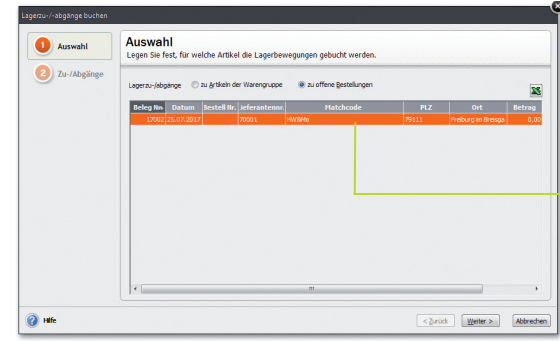 Lagerzu-/-abgänge buchen
1 Auswahl
2 Zu-/Abgänge
Auswahl
Legen Sie fest, für welche Artikel die Lagerbewegungen gebucht werden.
Lagerzu-/abgänge zu Artikeln der Warengruppe zu offene Bestellungen
Beleg Nr. Datum Bestell Nr. ieferantennr. Matchcode PLZ Ort Betrag
17002 25.07.2017 70001 HW&Mo 79111 Freiburg im Breisga 0,00
Hilfe
< Zurück Weiter > Abbrechen